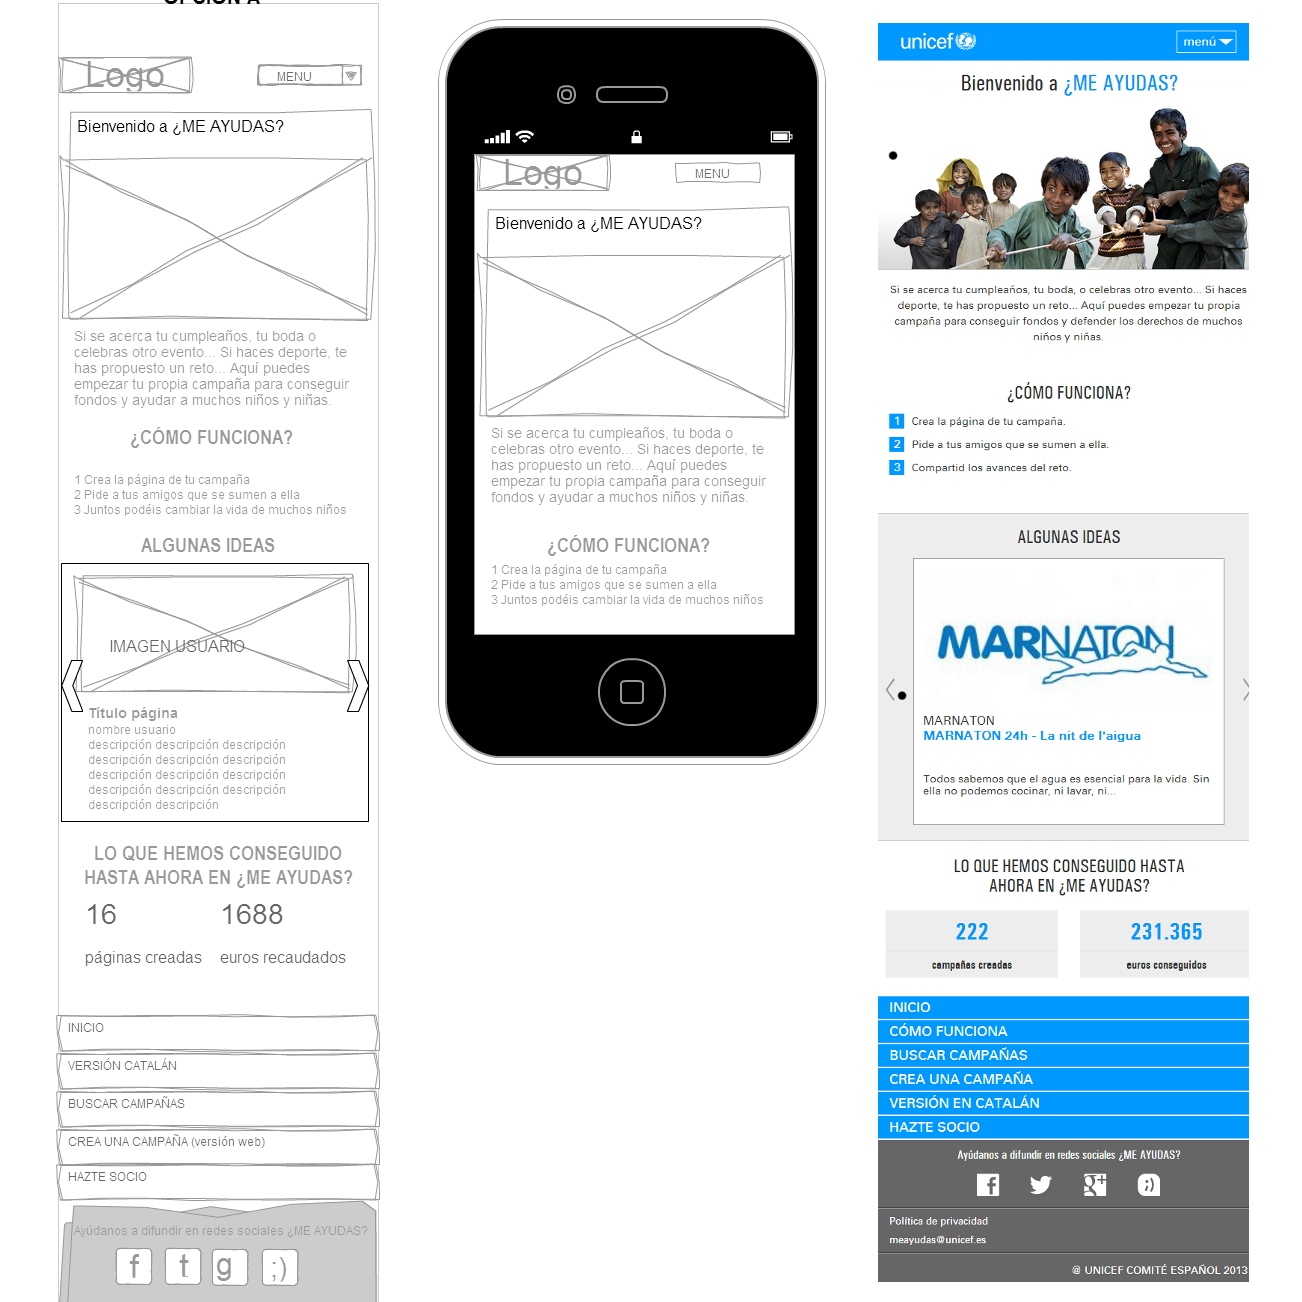 OPCIÓN A
Logo
MENU
Bienvenido a ¿ME AYUDAS?
Si se acerca tu cumpleaños, tu boda o
celebras otro evento... Si haces deporte, te
has propuesto un reto... Aquí puedes
empezar tu propia campaña para conseguir
fondos y ayudar a muchos niños y niñas.
¿CÓMO FUNCIONA?
1 Crea la página de tu campaña
2 Pide a tus amigos que se sumen a ella
3 Juntos podéis cambiar la vida de muchos niños
ALGUNAS IDEAS
IMAGEN USUARIO
Título página
nombre usuario
descripción descripción descripción
descripción descripción descripción
descripción descripción descripción
descripción descripción descripción
descripción descripción
LO QUE HEMOS CONSEGUIDO
HASTA AHORA EN ¿ME AYUDAS?
16 1688
páginas creadas euros recaudados
INICIO
VERSIÓN CATALÁN
BUSCAR CAMPAÑAS
CREA UNA CAMPAÑA (versión web)
HAZTE SOCIO
Ayúdanos a difundir en redes sociales ¿ME AYUDAS?
f t g ;)
Logo
MENU
Bienvenido a ¿ME AYUDAS?
Si se acerca tu cumpleaños, tu boda o
celebras otro evento... Si haces deporte, te
has propuesto un reto... Aquí puedes
empezar tu propia campaña para conseguir
fondos y ayudar a muchos niños y niñas.
¿CÓMO FUNCIONA?
1 Crea la página de tu campaña
2 Pide a tus amigos que se sumen a ella
3 Juntos podéis cambiar la vida de muchos niños
unicef
menú
Bienvenido a ¿ME AYUDAS?
Si se acerca tu cumpleaños, tu boda, o celebras otro evento... Si haces
deporte, te has propuesto un reto... Aquí puedes empezar tu propia
campaña para conseguir fondos y defender los derechos de muchos
niños y niñas.
¿CÓMO FUNCIONA?
1 Crea la página de tu campaña.
2 Pide a tus amigos que se sumen a ella.
3 Compartid los avances del reto.
ALGUNAS IDEAS
MARNATON
MARNATON
MARNATON 24h - La nit de l'aigua
Todos sabemos que el agua es esencial para la vida. Sin
ella no podemos cocinar, ni lavar, ni...
LO QUE HEMOS CONSEGUIDO HASTA
AHORA EN ¿ME AYUDAS?
222 231.365
campañas creadas euros conseguidos
INICIO
CÓMO FUNCIONA
BUSCAR CAMPAÑAS
CREA UNA CAMPAÑA
VERSIÓN EN CATALÁN
HAZTE SOCIO
Ayúdanos a difundir en redes sociales ¿ME AYUDAS?
f g+ ;)
Política de privacidad
meayudas@unicef.es
@ UNICEF COMITÉ ESPAÑOL 2013